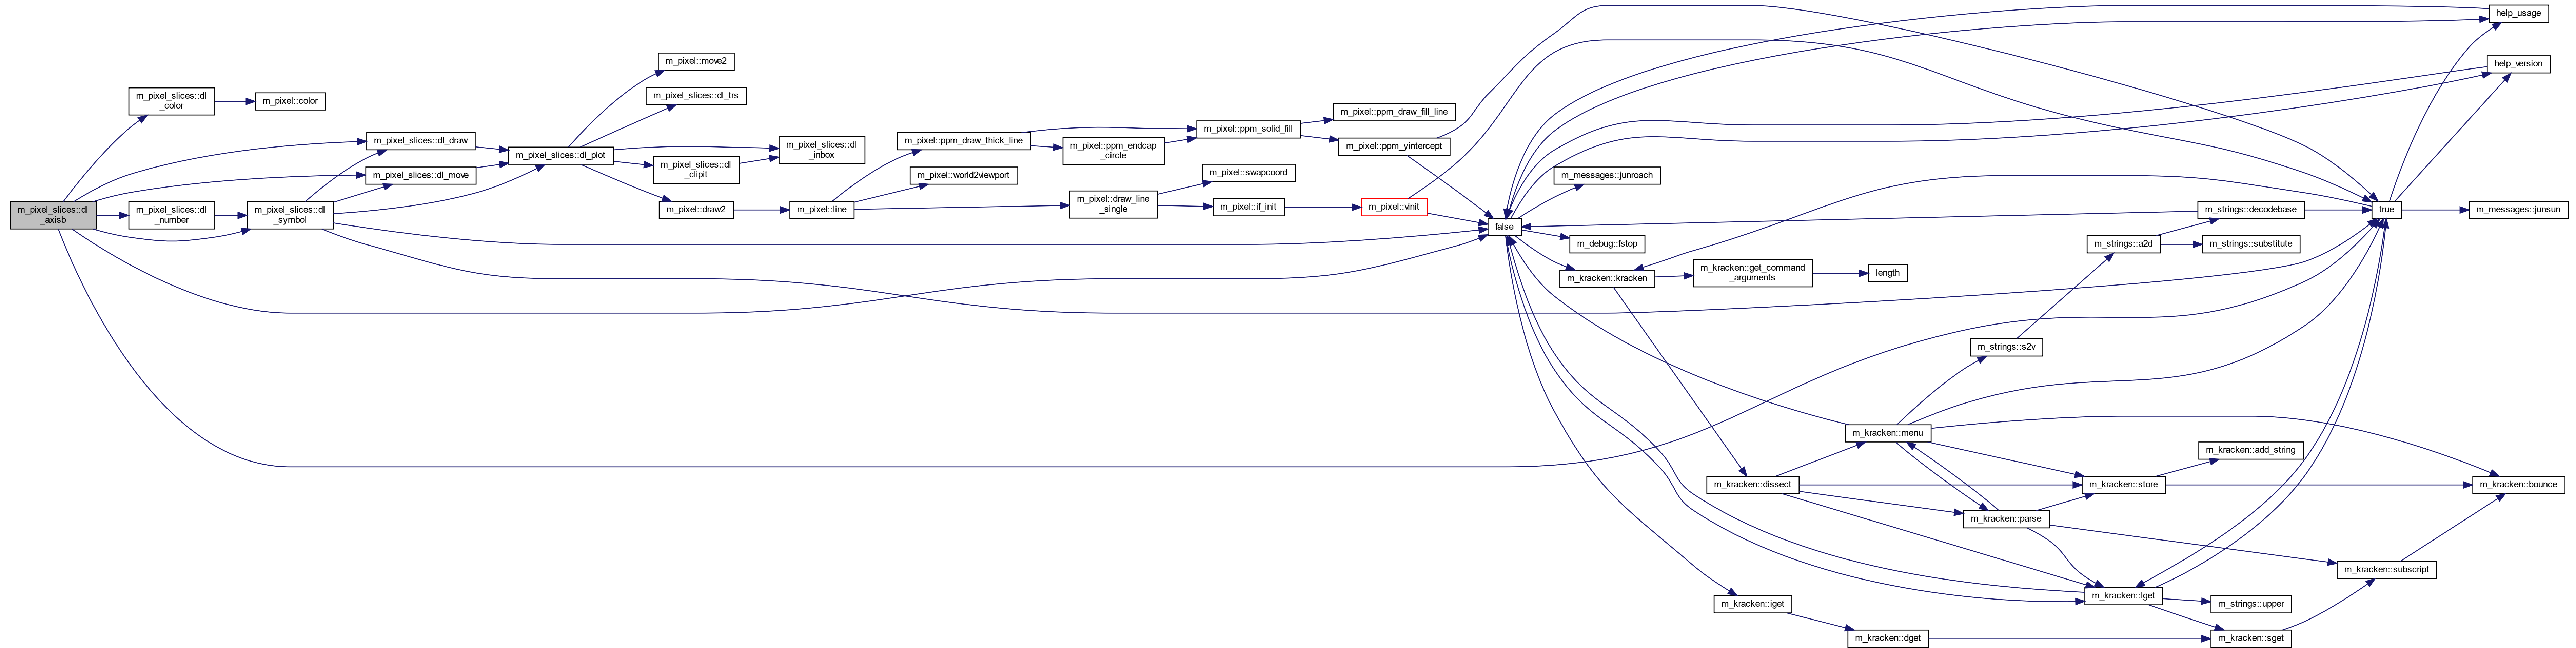 m_pixel_slices::dl
_axisb
m_pixel_slices::dl
_color
m_pixel::color
m_pixel_slices::dl
_number
m_pixel_slices::dl
_symbol
m_pixel_slices::dl_draw
m_pixel_slices::dl_move
m_pixel_slices::dl_plot
m_pixel::move2
m_pixel_slices::dl_trs
m_pixel_slices::dl
_clipit
m_pixel::draw2
m_pixel_slices::dl
_inbox
m_pixel::line
m_pixel::ppm_draw_thick_line
m_pixel::world2viewport
m_pixel::ppm_endcap
_circle
m_pixel::draw_line
_single
m_pixel::ppm_solid_fill
m_pixel::swapcoord
m_pixel::if_init
m_pixel::ppm_draw_fill_line
m_pixel::ppm_yintercept
m_pixel::vinit
false
m_messages::junroach
m_debug::fstop
m_kracken::kracken
m_kracken::get_command
_arguments
length
m_kracken::dissect
m_kracken::iget
m_kracken::menu
m_kracken::dget
m_strings::s2v
m_kracken::parse
m_strings::a2d
m_kracken::store
m_kracken::lget
m_strings::decodebase
m_strings::substitute
m_kracken::add_string
m_strings::upper
m_kracken::sget
m_kracken::subscript
true
help_usage
help_version
m_messages::junsun
m_kracken::bounce